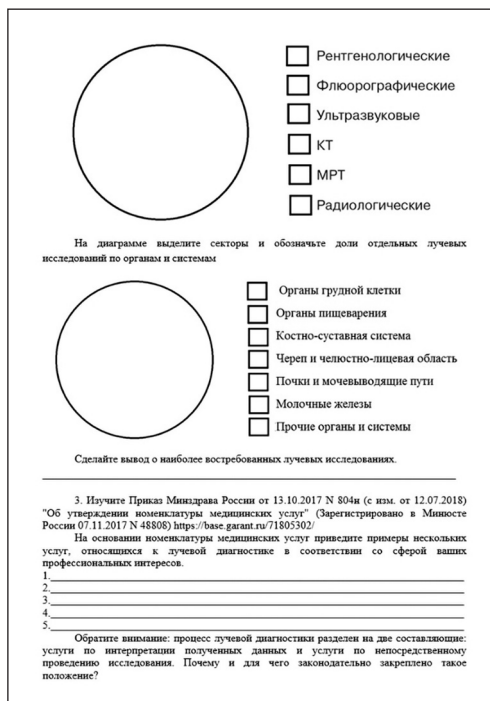 Рентгенологические
Флюорографические
Ультразвуковые
КТ
МРТ
Радиологические
На диаграмме выделите секторы и обозначьте доли отдельных лучевых
исследований по органам и системам
Органы грудной клетки
Органы пищеварения
Костно-суставная система
Череп и челюстно-лицевая область
Почки и мочевыводящие пути
Молочные железы
Прочие органы и системы
Сделайте вывод о наиболее востребованных лучевых исследованиях.
3. Изучите Приказ Минздрава России от 13.10.2017 N 804н (с изм. от 12.07.2018)
"Об утверждении номенклатуры медицинских услуг" (Зарегистрировано в Минюсте
России 07.11.2017 N 48808) https://base.garant.ru/71805302/
На основании номенклатуры медицинских услуг приведите примеры нескольких
услуг, относящихся к лучевой диагностике в соответствии со сферой ваших
профессиональных интересов.
1.
2.
3.
4.
5.
Обратите внимание: процесс лучевой диагностики разделен на две составляющие:
услуги по интерпретации полученных данных и услуги по непосредственному
проведению исследования. Почему и для чего законодательно закреплено такое
положение?